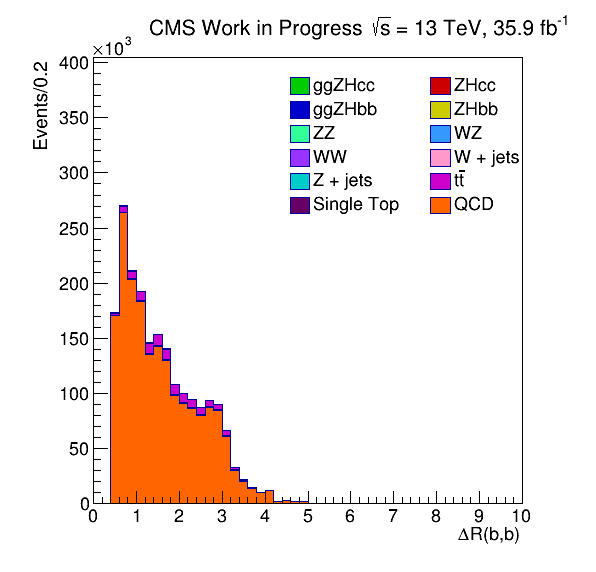 CMS Work in Progress √s = 13 TeV, 35.9 fb⁻¹
×10³
Events/0.2
400
350
300
250
200
150
100
50
0
ggZHcc ZHcc
ggZHbb ZHbb
ZZ WZ
WW W + jets
Z + jets tt̄
Single Top QCD
0 1 2 3 4 5 6 7 8 9 10
ΔR(b,b)